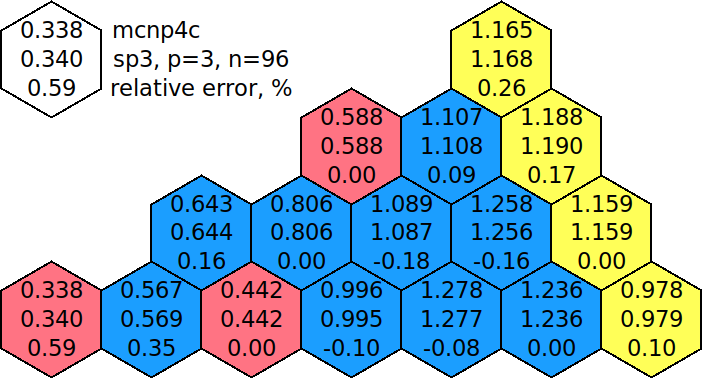 0.338 mcnp4c
0.340 sp3, p=3, n=96
0.59 relative error, %
1.165
1.168
0.26
0.588 1.107 1.188
0.588 1.108 1.190
0.00 0.09 0.17
0.643 0.806 1.089 1.258 1.159
0.644 0.806 1.087 1.256 1.159
0.16 0.00 -0.18 -0.16 0.00
0.338 0.567 0.442 0.996 1.278 1.236 0.978
0.340 0.569 0.442 0.995 1.277 1.236 0.979
0.59 0.35 0.00 -0.10 -0.08 0.00 0.10